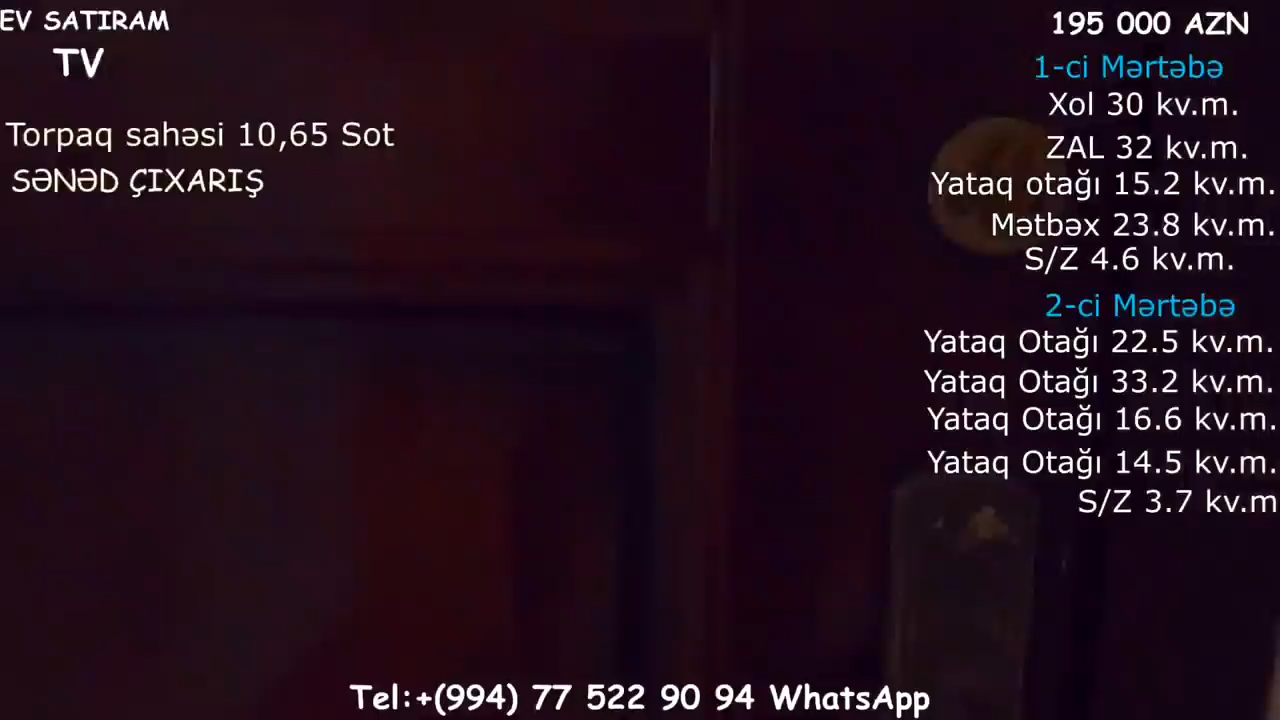 EV SATIRAM
TV
Torpaq sahəsi 10,65 Sot
SƏNƏD ÇIXARIŞ
195 000 AZN
1-ci Mərtəbə
Xol 30 kv.m.
ZAL 32 kv.m.
Yataq otağı 15.2 kv.m.
Mətbəx 23.8 kv.m.
S/Z 4.6 kv.m.
2-ci Mərtəbə
Yataq Otağı 22.5 kv.m.
Yataq Otağı 33.2 kv.m.
Yataq Otağı 16.6 kv.m.
Yataq Otağı 14.5 kv.m.
S/Z 3.7 kv.m
Tel:+(994) 77 522 90 94 WhatsApp